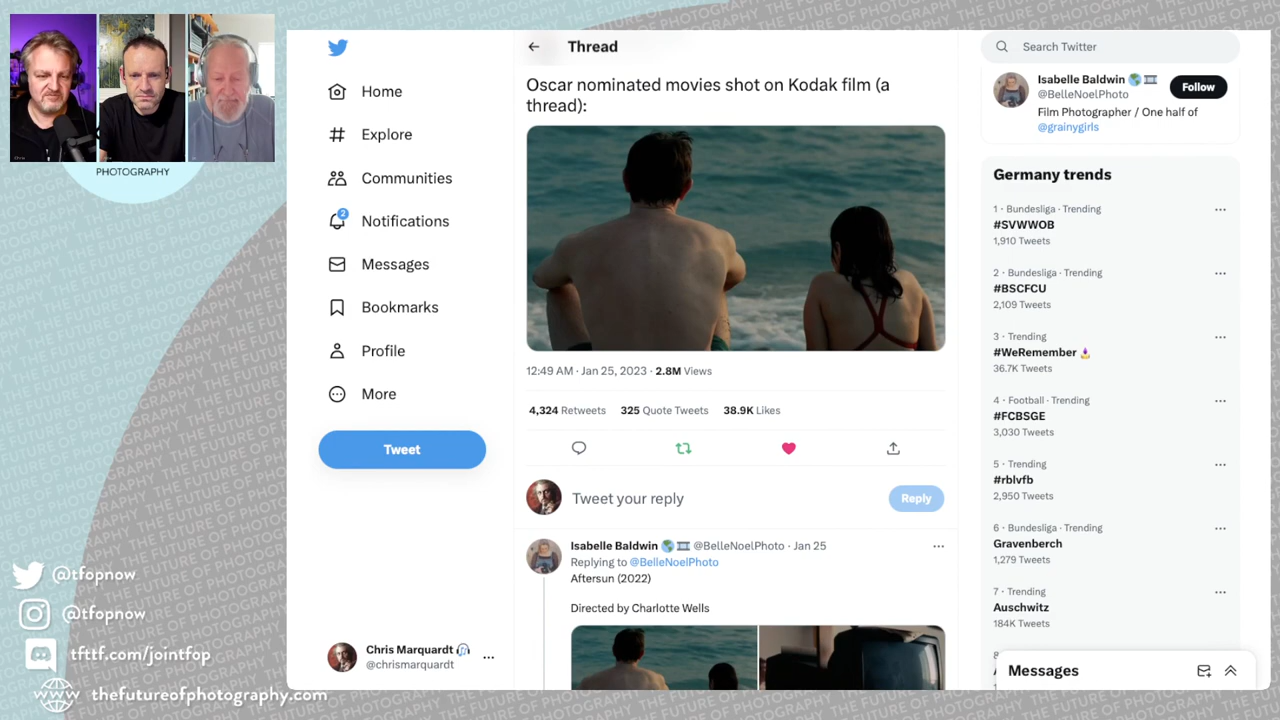 PHOTOGRAPHY
@tfopnow
@tfopnow
tfttf.com/jointfop
thefutureofphotography.com
Home
Explore
Communities
2
Notifications
Messages
Bookmarks
Profile
More
Tweet
Chris Marquardt
@chrismarquardt
Thread
Oscar nominated movies shot on Kodak film (a
thread):
12:49 AM · Jan 25, 2023 · 2.8M Views
4,324 Retweets 325 Quote Tweets 38.9K Likes
Tweet your reply
Reply
Isabelle Baldwin @BelleNoelPhoto · Jan 25
Replying to @BelleNoelPhoto
Aftersun (2022)
Directed by Charlotte Wells
Search Twitter
Isabelle Baldwin
@BelleNoelPhoto
Follow
Film Photographer / One half of
@grainygirls
Germany trends
1 · Bundesliga · Trending
#SVWWOB
1,910 Tweets
2 · Bundesliga · Trending
#BSCFCU
2,109 Tweets
3 · Trending
#WeRemember
36.7K Tweets
4 · Football · Trending
#FCBSGE
3,030 Tweets
5 · Trending
#rblvfb
2,950 Tweets
6 · Bundesliga · Trending
Gravenberch
1,279 Tweets
7 · Trending
Auschwitz
184K Tweets
Messages